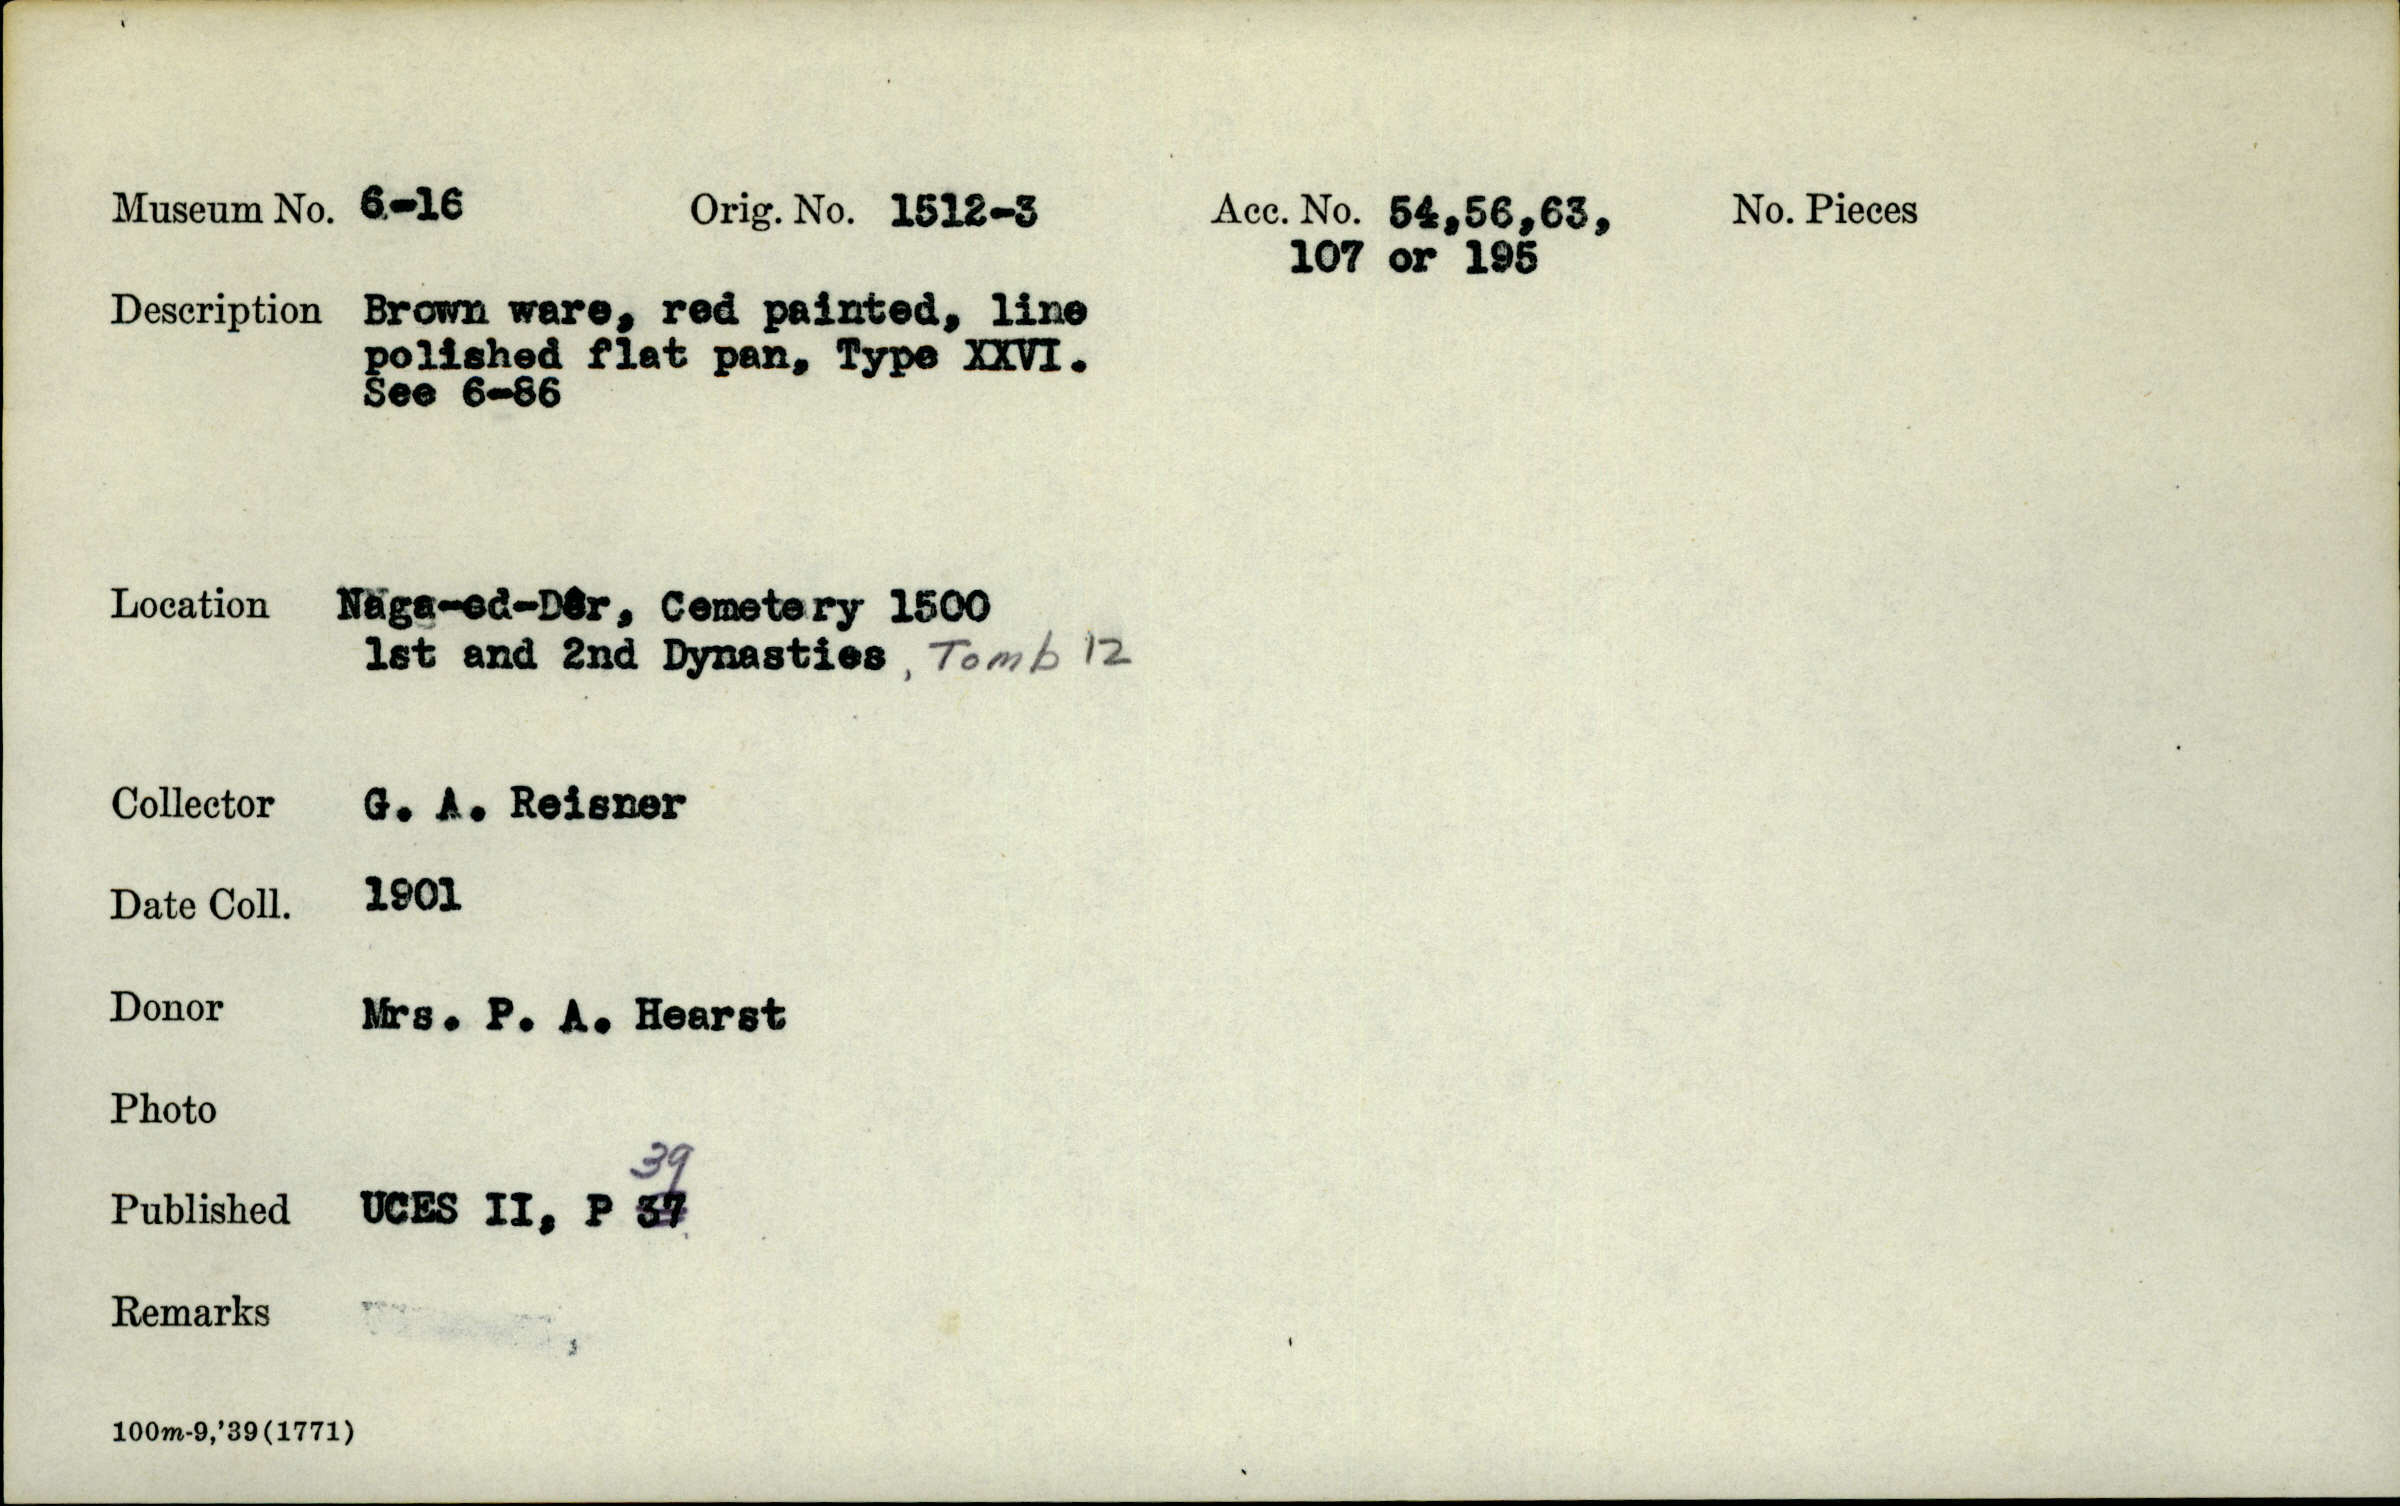 Museum No. 6-16 Orig. No. 1512-3 Acc. No. 54,56,63, No. Pieces
107 or 195
Description Brown ware, red painted, line
polished flat pan, Type XXVI.
See 6-86
Location Naga-ed-Dêr, Cemetery 1500
1st and 2nd Dynasties, Tomb 12
Collector G. A. Reisner
Date Coll. 1901
Donor Mrs. P. A. Hearst
Photo
39
Published UCES II, P 37
Remarks
100m-9,'39(1771)